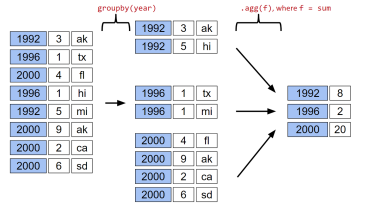 groupby(year)
.agg(f), where f = sum
1992 3 ak
1996 1 tx
2000 4 fl
1996 1 hi
1992 5 mi
2000 9 ak
2000 2 ca
2000 6 sd
1992 3 ak
1992 5 hi
1996 1 tx
1996 1 mi
2000 4 fl
2000 9 ak
2000 2 ca
2000 6 sd
1992 8
1996 2
2000 20